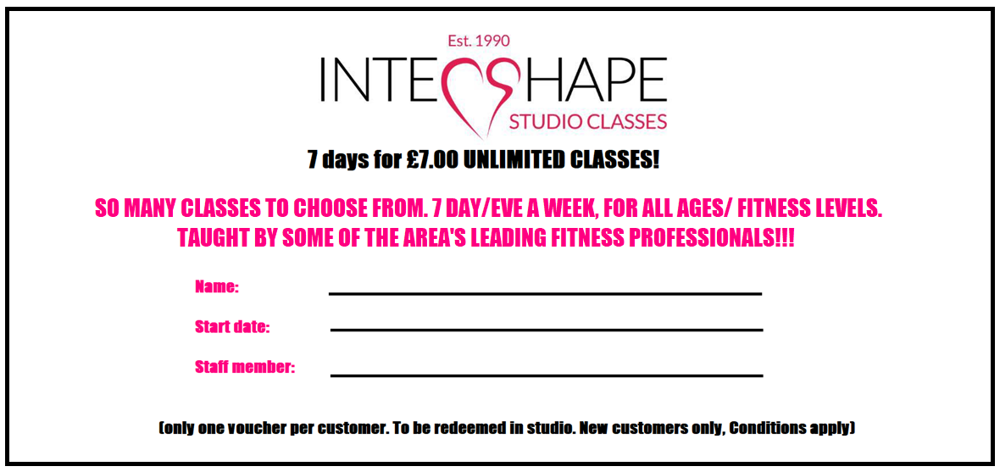 Est. 1990
INTERSHAPE
STUDIO CLASSES
7 days for £7.00 UNLIMITED CLASSES!
SO MANY CLASSES TO CHOOSE FROM. 7 DAY/EVE A WEEK, FOR ALL AGES/ FITNESS LEVELS.
TAUGHT BY SOME OF THE AREA'S LEADING FITNESS PROFESSIONALS!!!
Name:
Start date:
Staff member:
(only one voucher per customer. To be redeemed in studio. New customers only, Conditions apply)